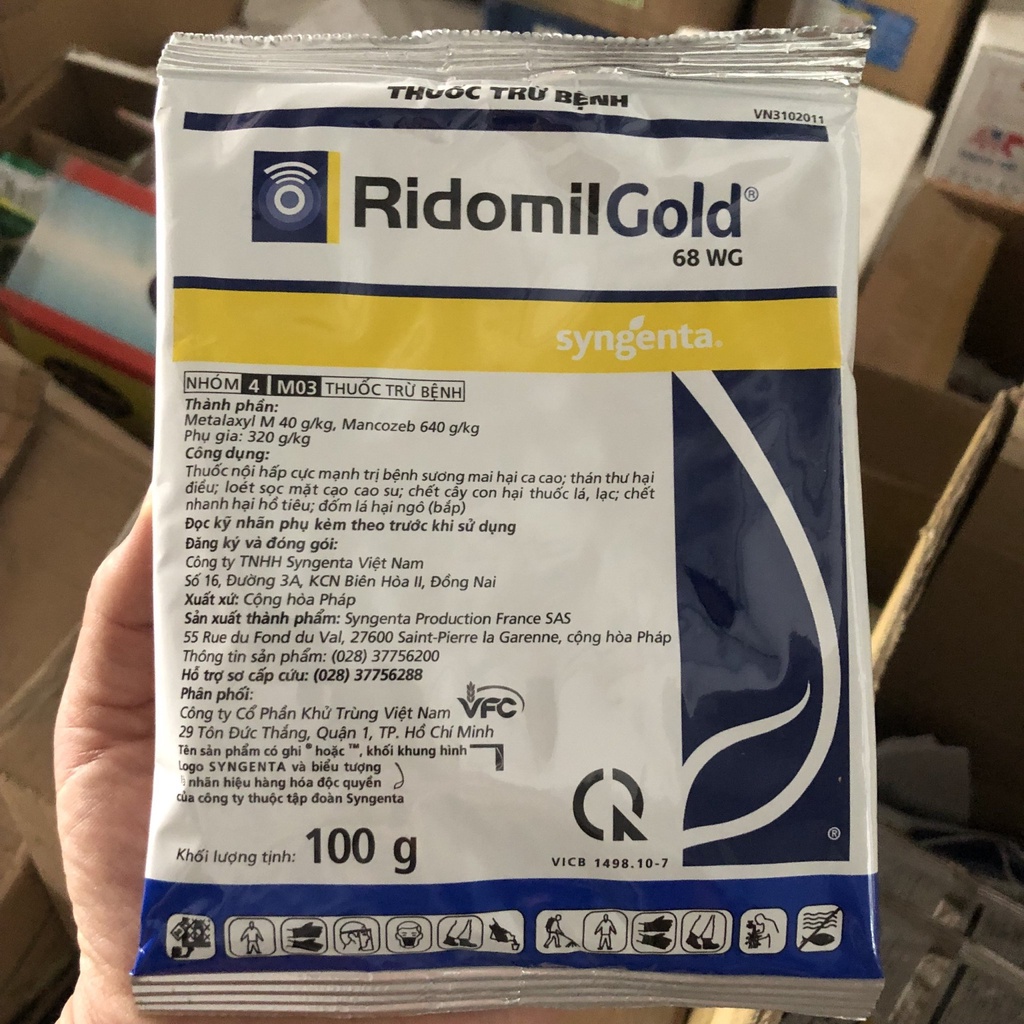 THUỐC TRỪ BỆNH
VN3102011
RidomilGold®
68 WG
syngenta®
NHÓM 4 M03 THUỐC TRỪ BỆNH
Thành phần:
Metalaxyl M 40 g/kg, Mancozeb 640 g/kg
Phụ gia: 320 g/kg
Công dụng:
Thuốc nội hấp cực mạnh trị bệnh sương mai hại ca cao; thán thư hại
điều; loét sọc mặt cạo cao su; chết cây con hại thuốc lá, lạc; chết
nhanh hại hồ tiêu; đốm lá hại ngô (bắp)
Đọc kỹ nhãn phụ kèm theo trước khi sử dụng
Đăng ký và đóng gói:
Công ty TNHH Syngenta Việt Nam
Số 16, Đường 3A, KCN Biên Hòa II, Đồng Nai
Xuất xứ: Cộng hòa Pháp
Sản xuất thành phẩm: Syngenta Production France SAS
55 Rue du Fond du Val, 27600 Saint-Pierre la Garenne, cộng hòa Pháp
Thông tin sản phẩm: (028) 37756200
Hỗ trợ sơ cấp cứu: (028) 37756288
Phân phối:
Công ty Cổ Phần Khử Trùng Việt Nam VFC
29 Tôn Đức Thắng, Quận 1, TP. Hồ Chí Minh
Tên sản phẩm có ghi ® hoặc ™, khối khung hình
Logo SYNGENTA và biểu tượng
nhãn hiệu hàng hóa độc quyền
của công ty thuộc tập đoàn Syngenta
Khối lượng tịnh: 100 g
VICB 1498.10-7
®